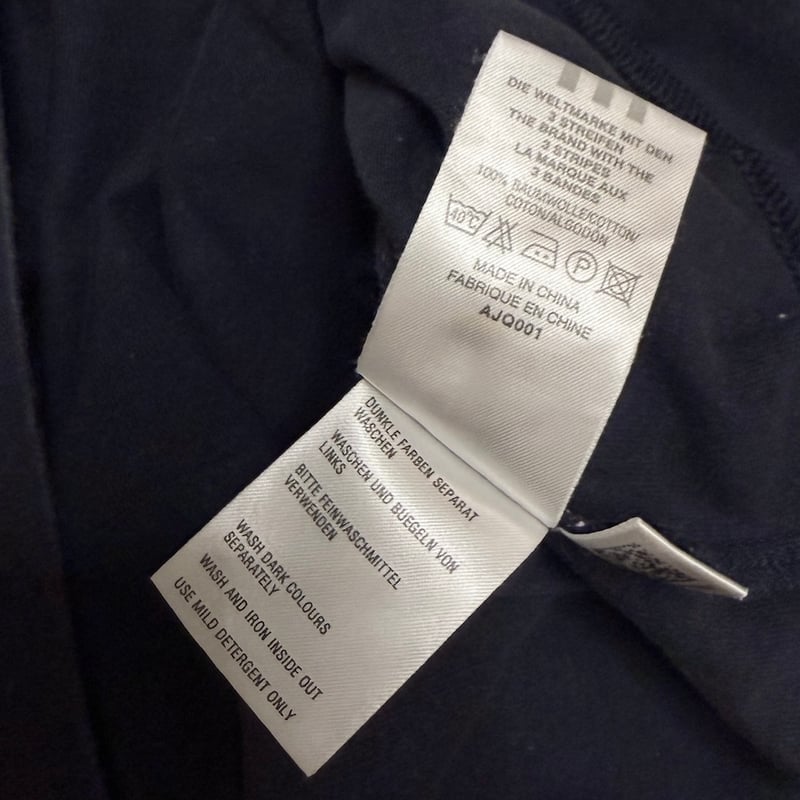 DIE WELTMARKE MIT DEN
3 STREIFEN
THE BRAND WITH THE
3 STRIPES
LA MARQUE AUX
3 BANDES
100% BAUMWOLLE/COTTON/
COTON/ALGODÓN
40°C
P
MADE IN CHINA
FABRIQUE EN CHINE
AJQ001
DUNKLE FARBEN SEPARAT
WASCHEN
WASCHEN UND BUEGELN VON
LINKS
BITTE FEINWASCHMITTEL
VERWENDEN
WASH DARK COLOURS
SEPARATELY
WASH AND IRON INSIDE OUT
USE MILD DETERGENT ONLY